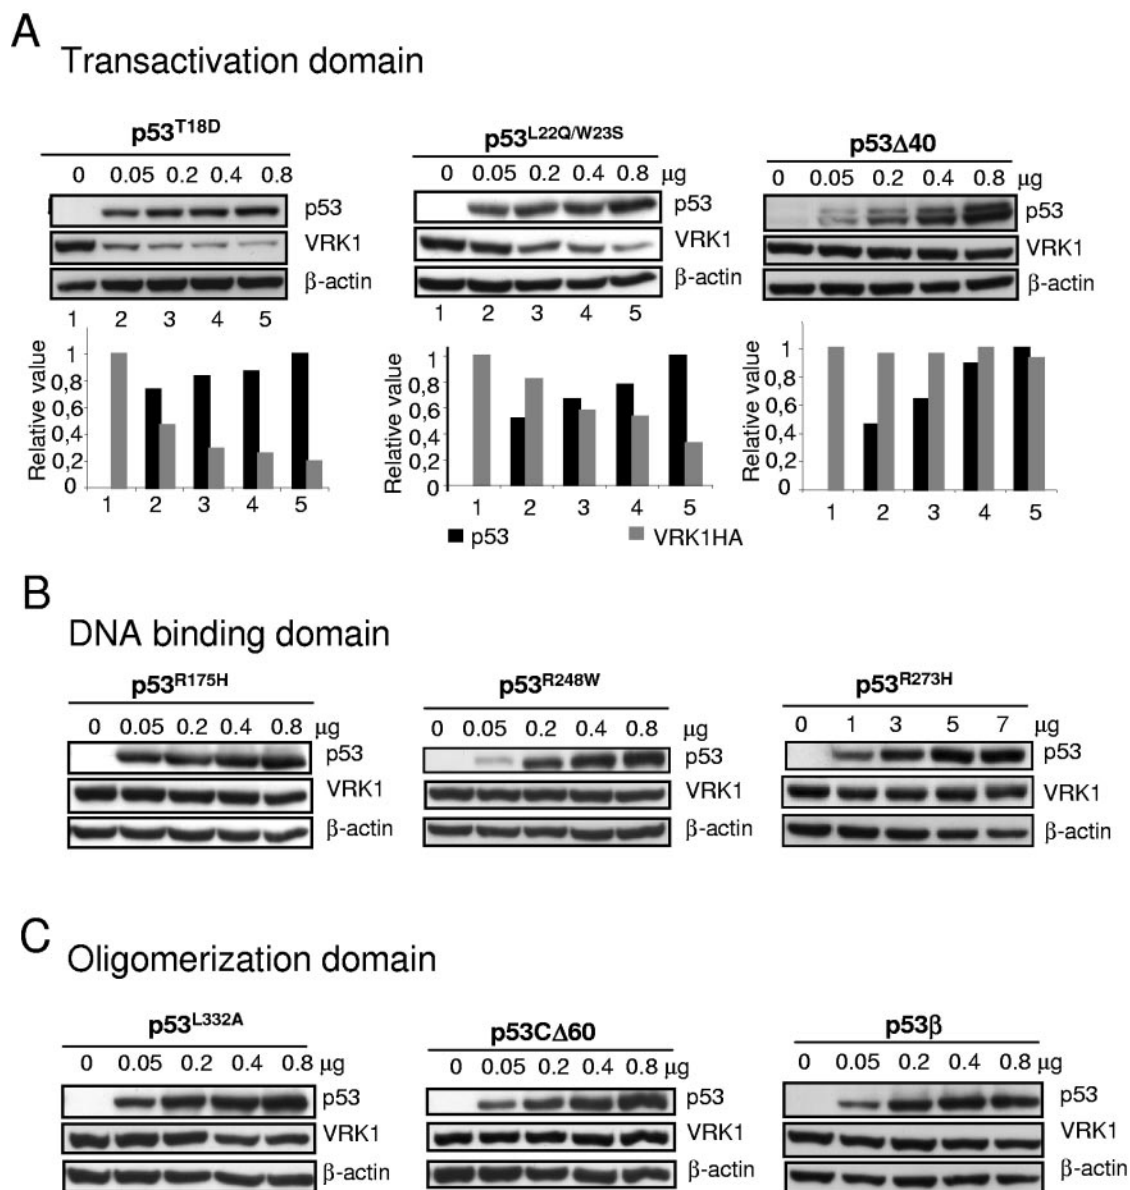 A
Transactivation domain
p53T18D
0 0.05 0.2 0.4 0.8
p53
VRK1
β-actin
1 2 3 4 5
Relative value
1
0,8
0,6
0,4
0,2
0
1 2 3 4 5
p53L22Q/W23S
0 0.05 0.2 0.4 0.8 μg
p53
VRK1
β-actin
1 2 3 4 5
Relative value
1
0,8
0,6
0,4
0,2
0
1 2 3 4 5
p53Δ40
0 0.05 0.2 0.4 0.8 μg
p53
VRK1
β-actin
Relative value
1
0,8
0,6
0,4
0,2
0
1 2 3 4 5
p53 VRK1HA
B
DNA binding domain
p53R175H
0 0.05 0.2 0.4 0.8 μg
p53
VRK1
β-actin
p53R248W
0 0.05 0.2 0.4 0.8 μg
p53
VRK1
β-actin
p53R273H
0 1 3 5 7 μg
p53
VRK1
β-actin
C
Oligomerization domain
p53L332A
0 0.05 0.2 0.4 0.8 μg
p53
VRK1
β-actin
p53CΔ60
0 0.05 0.2 0.4 0.8 μg
p53
VRK1
β-actin
p53β
0 0.05 0.2 0.4 0.8 μg
p53
VRK1
β-actin